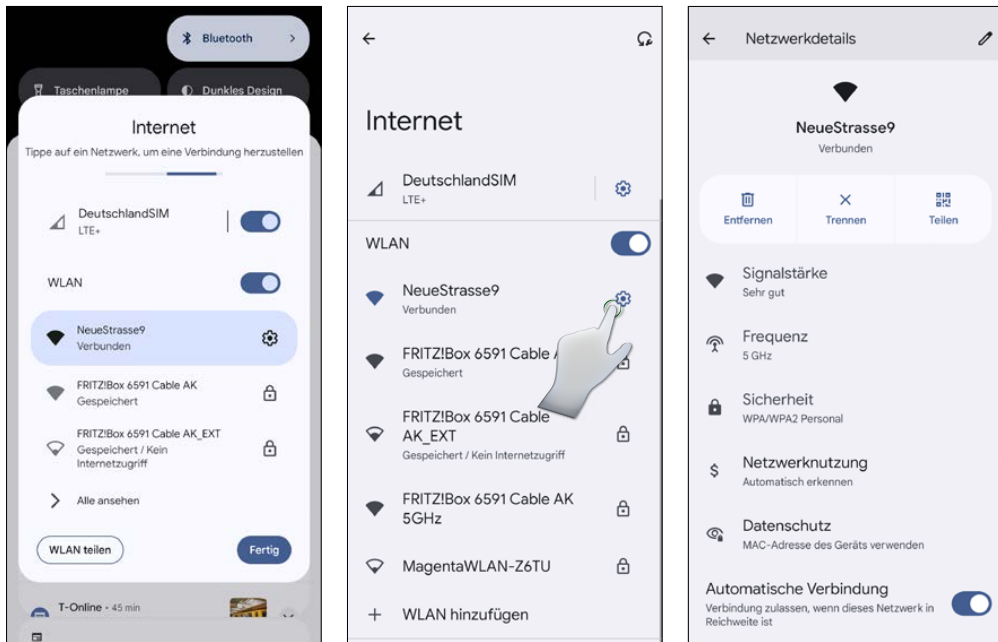 Bluetooth
Taschenlampe
Dunkles Design
Internet
Tippe auf ein Netzwerk, um eine Verbindung herzustellen
DeutschlandSIM
LTE+
WLAN
NeueStrasse9
Verbunden
FRITZ!Box 6591 Cable AK
Gespeichert
FRITZ!Box 6591 Cable AK_EXT
Gespeichert / Kein
Internetzugriff
Alle ansehen
WLAN teilen
Fertig
T-Online • 45 min
Internet
DeutschlandSIM
LTE+
WLAN
NeueStrasse9
Verbunden
FRITZ!Box 6591 Cable
Gespeichert
FRITZ!Box 6591 Cable
AK_EXT
Gespeichert / Kein Internetzugriff
FRITZ!Box 6591 Cable AK
5GHz
MagentaWLAN-Z6TU
WLAN hinzufügen
Netzwerkdetails
NeueStrasse9
Verbunden
Entfernen
Trennen
Teilen
Signalstärke
Sehr gut
Frequenz
5 GHz
Sicherheit
WPA/WPA2 Personal
Netzwerknutzung
Automatisch erkennen
Datenschutz
MAC-Adresse des Geräts verwenden
Automatische Verbindung
Verbindung zulassen, wenn dieses Netzwerk in
Reichweite ist